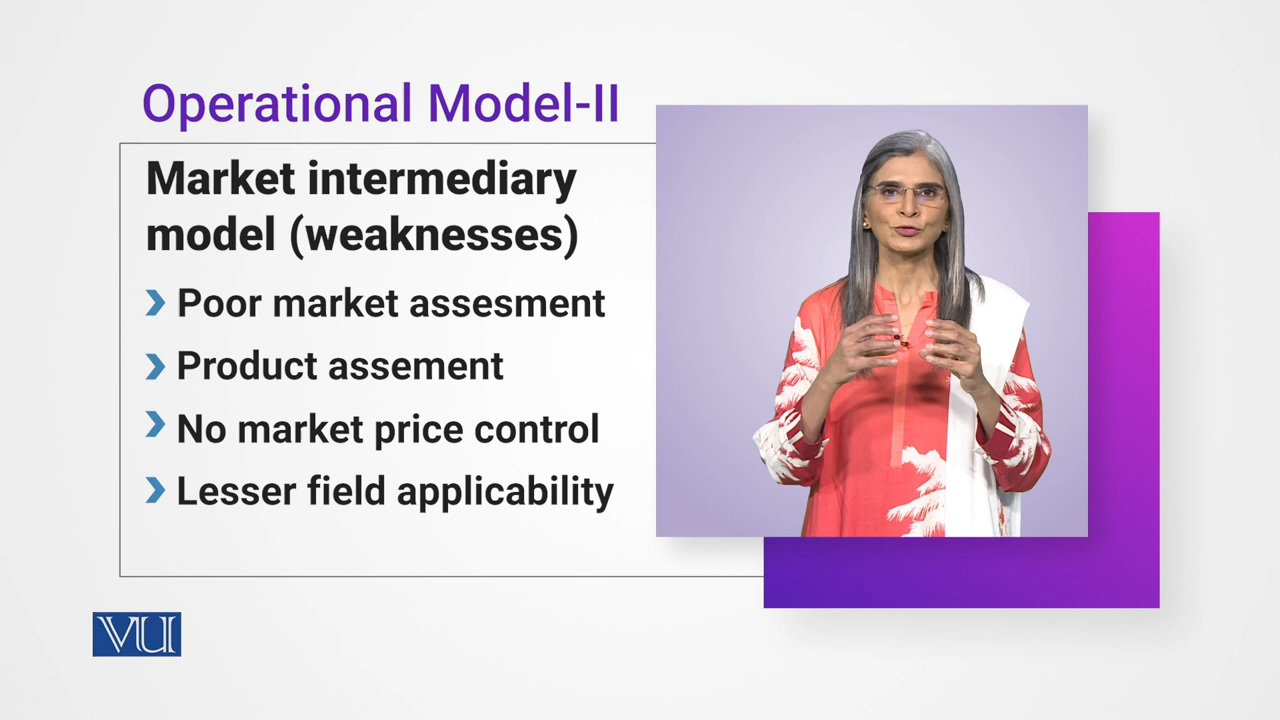 Operational Model-II
Market intermediary
model (weaknesses)
Poor market assesment
Product assement
No market price control
Lesser field applicability
VU